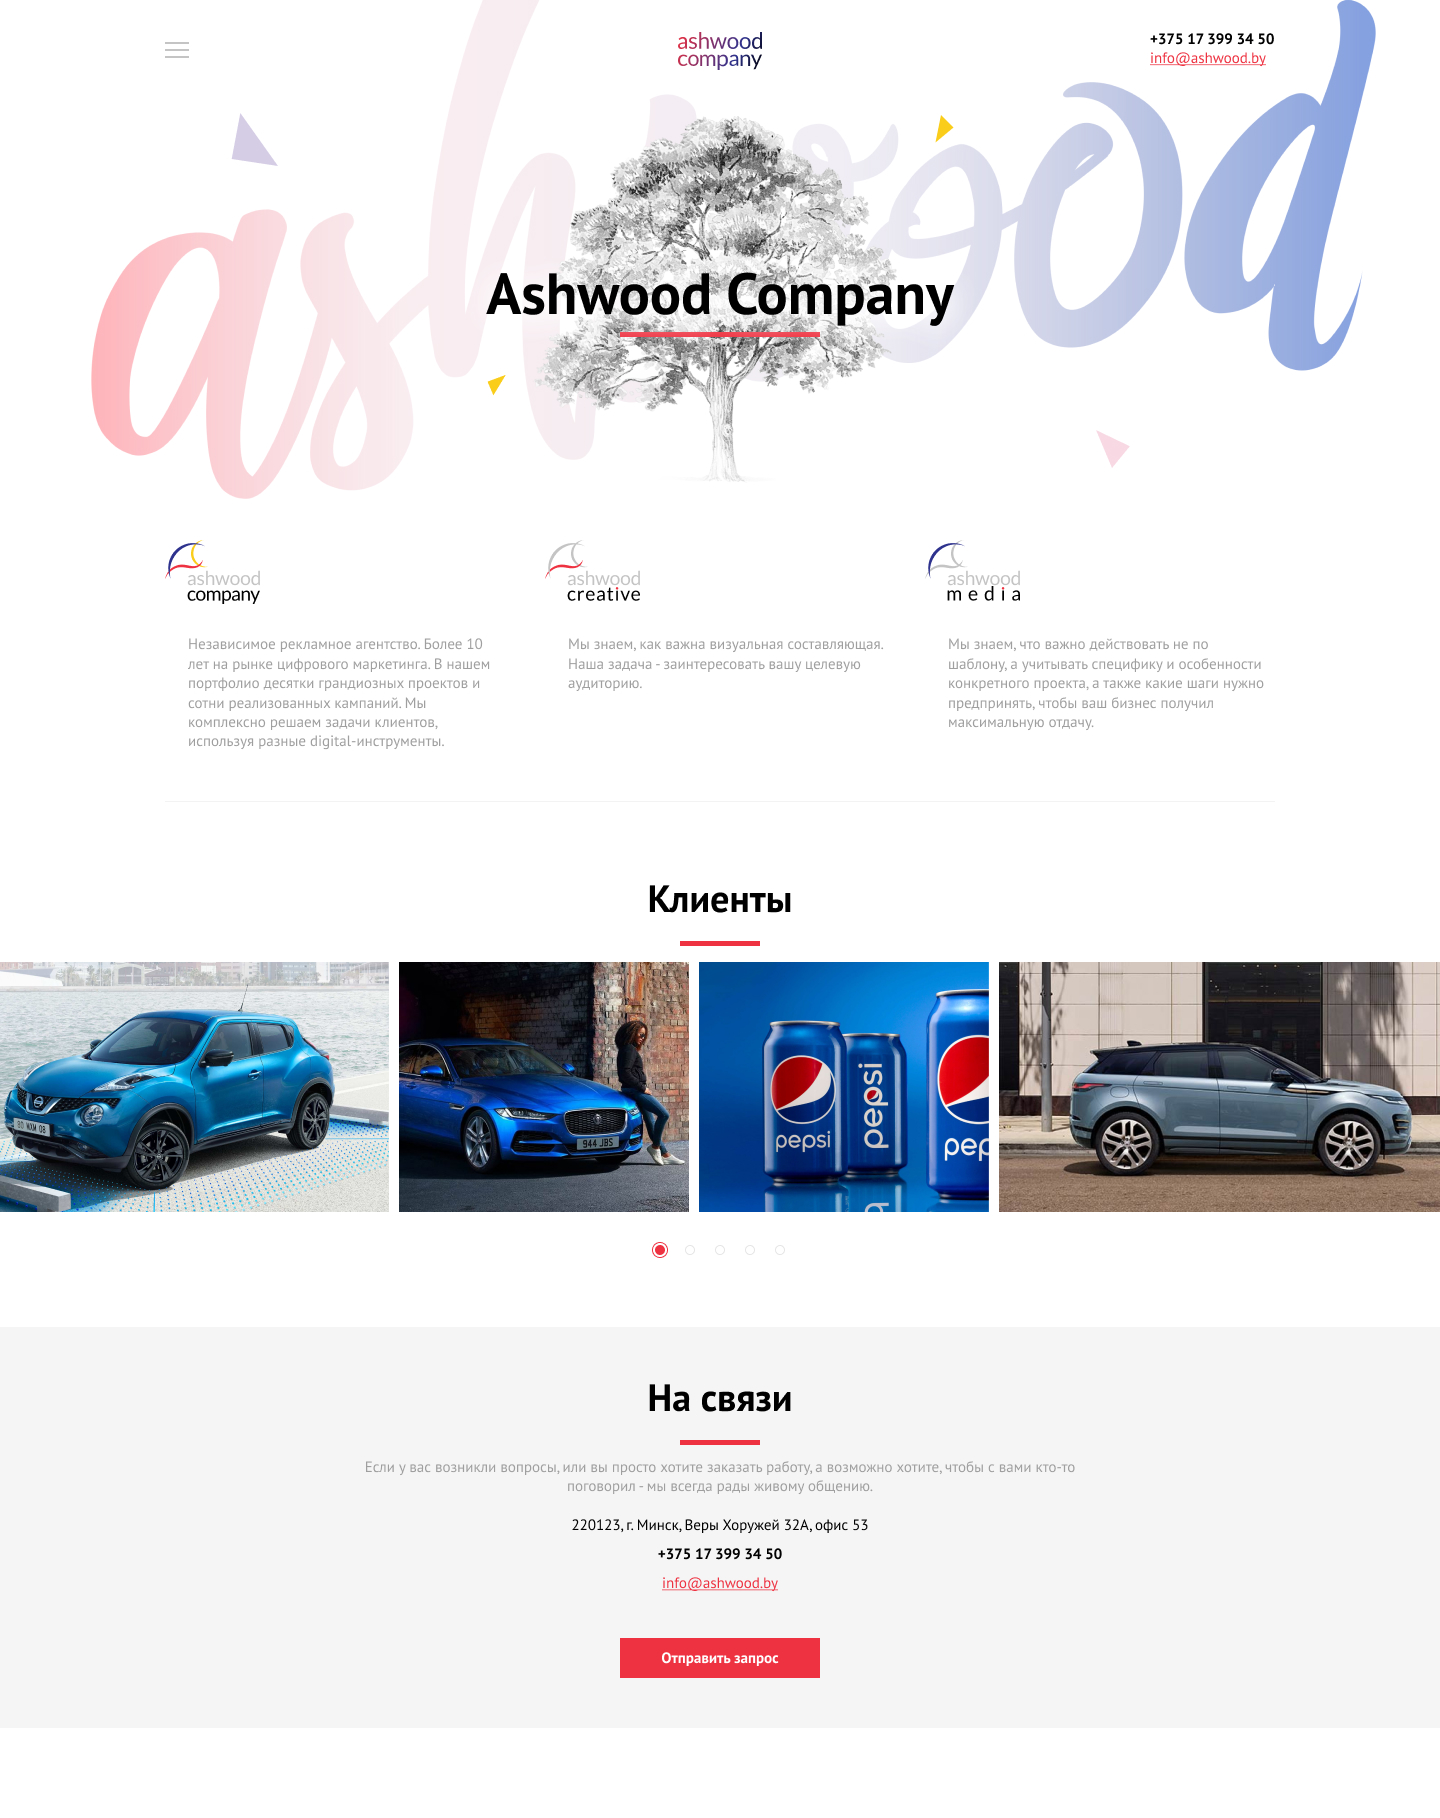 ashwood
company
+375 17 399 34 50
info@ashwood.by
ashwood
Ashwood Company
ashwood
company
ashwood
creative
ashwood
media
Независимое рекламное агентство. Более 10
лет на рынке цифрового маркетинга. В нашем
портфолио десятки грандиозных проектов и
сотни реализованных кампаний. Мы
комплексно решаем задачи клиентов,
используя разные digital-инструменты.
Мы знаем, как важна визуальная составляющая.
Наша задача - заинтересовать вашу целевую
аудиторию.
Мы знаем, что важно действовать не по
шаблону, а учитывать специфику и особенности
конкретного проекта, а также какие шаги нужно
предпринять, чтобы ваш бизнес получил
максимальную отдачу.
Клиенты
80 NXM 08
944 JBS
pepsi
pepsi
pep
На связи
Если у вас возникли вопросы, или вы просто хотите заказать работу, а возможно хотите, чтобы с вами кто-то
поговорил - мы всегда рады живому общению.
220123, г. Минск, Веры Хоружей 32А, офис 53
+375 17 399 34 50
info@ashwood.by
Отправить запрос